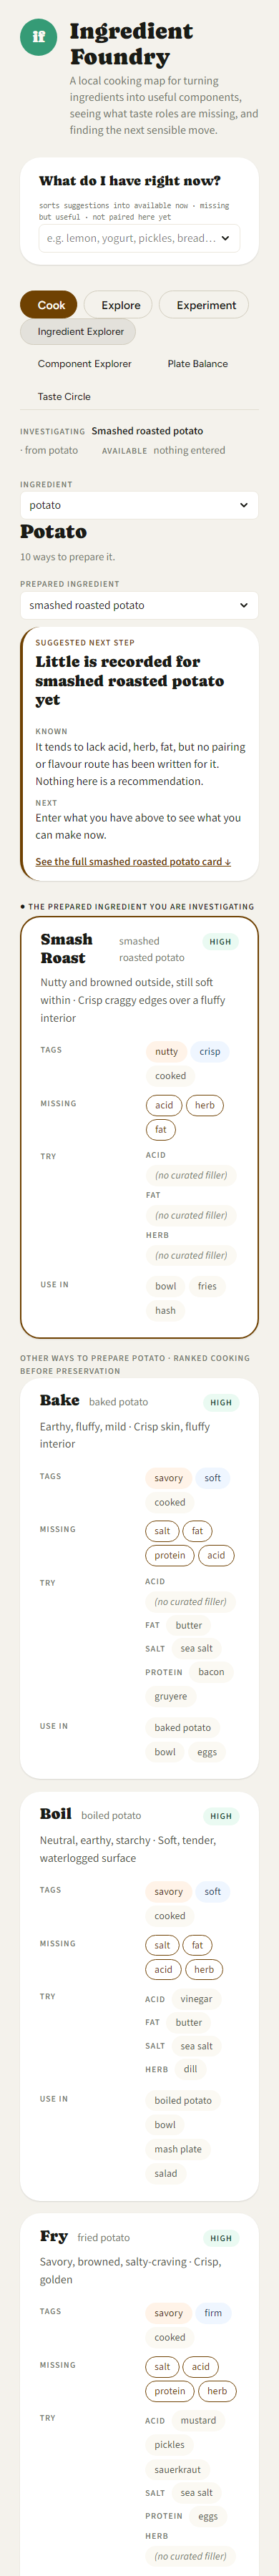 if
Ingredient
Foundry
A local cooking map for turning
ingredients into useful components,
seeing what taste roles are missing, and
finding the next sensible move.
What do I have right now?
sorts suggestions into available now · missing
but useful · not paired here yet
e.g. lemon, yogurt, pickles, bread...
Cook Explore Experiment
Ingredient Explorer
Component Explorer Plate Balance
Taste Circle
INVESTIGATING Smashed roasted potato
· from potato AVAILABLE nothing entered
INGREDIENT
potato
Potato
10 ways to prepare it.
PREPARED INGREDIENT
smashed roasted potato
SUGGESTED NEXT STEP
Little is recorded for
smashed roasted potato
yet
KNOWN
It tends to lack acid, herb, fat, but no pairing
or flavour route has been written for it.
Nothing here is a recommendation.
NEXT
Enter what you have above to see what you
can make now.
See the full smashed roasted potato card ↓
● THE PREPARED INGREDIENT YOU ARE INVESTIGATING
Smash smashed HIGH
Roast roasted potato
Nutty and browned outside, still soft
within · Crisp craggy edges over a fluffy
interior
TAGS nutty crisp
cooked
MISSING acid herb
fat
TRY ACID
(no curated filler)
FAT
(no curated filler)
HERB
(no curated filler)
USE IN bowl fries
hash
OTHER WAYS TO PREPARE POTATO · RANKED COOKING
BEFORE PRESERVATION
Bake baked potato HIGH
Earthy, fluffy, mild · Crisp skin, fluffy
interior
TAGS savory soft
cooked
MISSING salt fat
protein acid
TRY ACID
(no curated filler)
FAT butter
SALT sea salt
PROTEIN bacon
gruyere
USE IN baked potato
bowl eggs
Boil boiled potato HIGH
Neutral, earthy, starchy · Soft, tender,
waterlogged surface
TAGS savory soft
cooked
MISSING salt fat
acid herb
TRY ACID vinegar
FAT butter
SALT sea salt
HERB dill
USE IN boiled potato
bowl
mash plate
salad
Fry fried potato HIGH
Savory, browned, salty-craving · Crisp,
golden
TAGS savory firm
cooked
MISSING salt acid
protein herb
TRY ACID mustard
pickles
sauerkraut
SALT sea salt
PROTEIN eggs
HERB
(no curated filler)